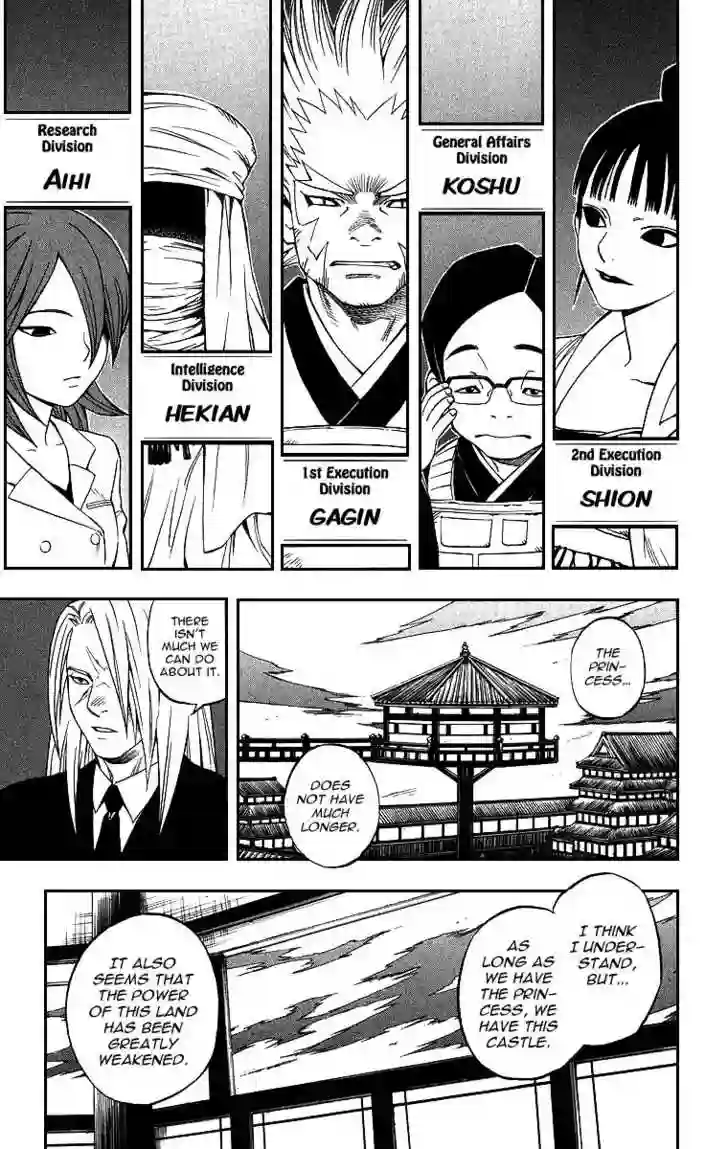 2nd Execution
Division
SHION
General Affairs
Division
KOSHU
1st Execution
Division
GAGIN
Intelligence
Division
HEKIAN
Research
Division
AIHI
THE
PRIN-
CESS...
DOES
NOT HAVE
MUCH
LONGER.
THERE
ISN'T
MUCH WE
CAN DO
ABOUT IT.
I THINK
I UNDER-
STAND,
BUT...
AS
LONG AS
WE HAVE
THE PRIN-
CESS, WE
HAVE THIS
CASTLE.
IT ALSO
SEEMS THAT
THE POWER
OF THIS LAND
HAS BEEN
GREATLY
WEAKENED.